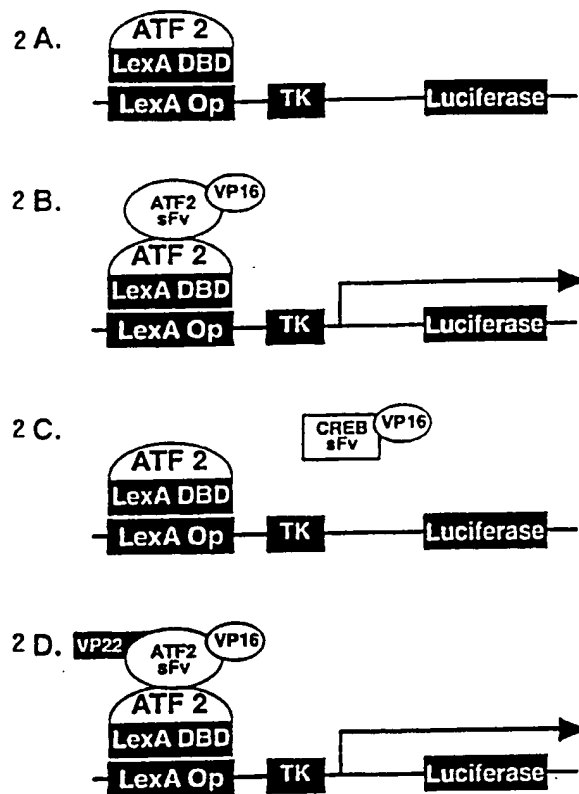 2 A.
ATF 2
LexA DBD
LexA Op TK Luciferase
2 B.
ATF2 sFv VP16
ATF 2
LexA DBD
LexA Op TK Luciferase
2 C.
CREB sFv VP16
ATF 2
LexA DBD
LexA Op TK Luciferase
2 D.
VP22 ATF2 sFv VP16
ATF 2
LexA DBD
LexA Op TK Luciferase